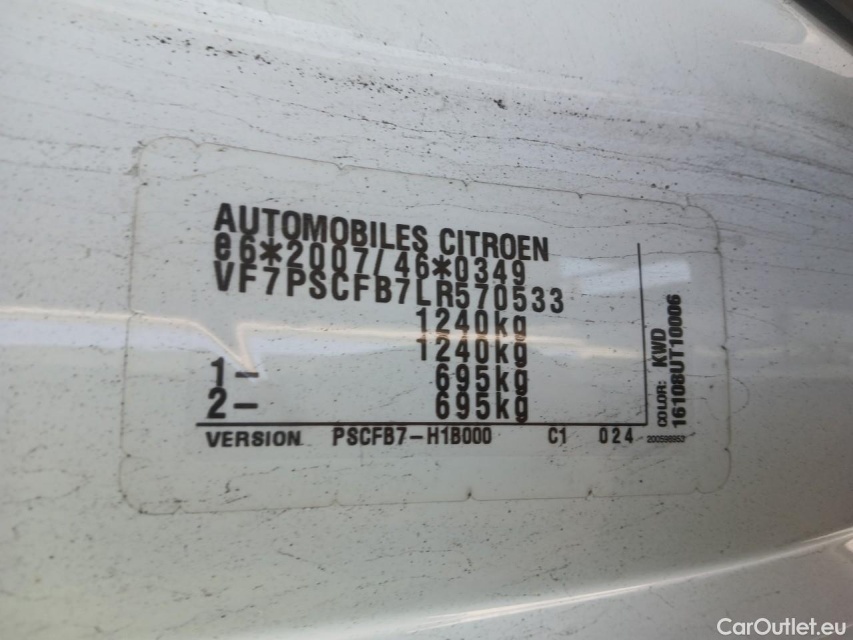 AUTOMOBILES CITROEN
e6*2007/46*0349
VF7PSCFB7LR570533
1240kg
1240kg
1- 695kg
2- 695kg
VERSION PSCFB7-H1B000 C1 024
COLOR: KWD
16108UT10006
CarOutlet.eu